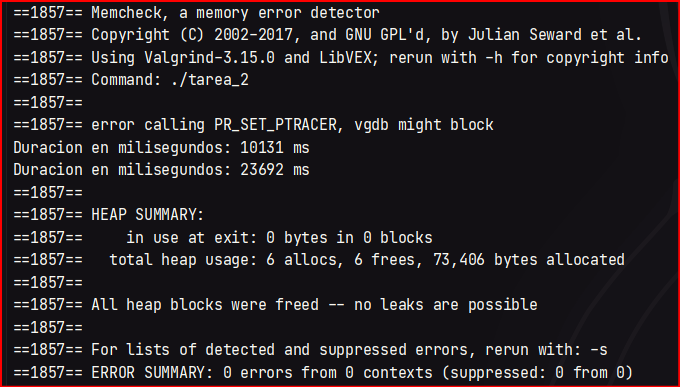 ==1857== Memcheck, a memory error detector
==1857== Copyright (C) 2002-2017, and GNU GPL'd, by Julian Seward et al.
==1857== Using Valgrind-3.15.0 and LibVEX; rerun with -h for copyright info
==1857== Command: ./tarea_2
==1857==
==1857== error calling PR_SET_PTRACER, vgdb might block
Duracion en milisegundos: 10131 ms
Duracion en milisegundos: 23692 ms
==1857==
==1857== HEAP SUMMARY:
==1857==     in use at exit: 0 bytes in 0 blocks
==1857==   total heap usage: 6 allocs, 6 frees, 73,406 bytes allocated
==1857==
==1857== All heap blocks were freed -- no leaks are possible
==1857==
==1857== For lists of detected and suppressed errors, rerun with: -s
==1857== ERROR SUMMARY: 0 errors from 0 contexts (suppressed: 0 from 0)